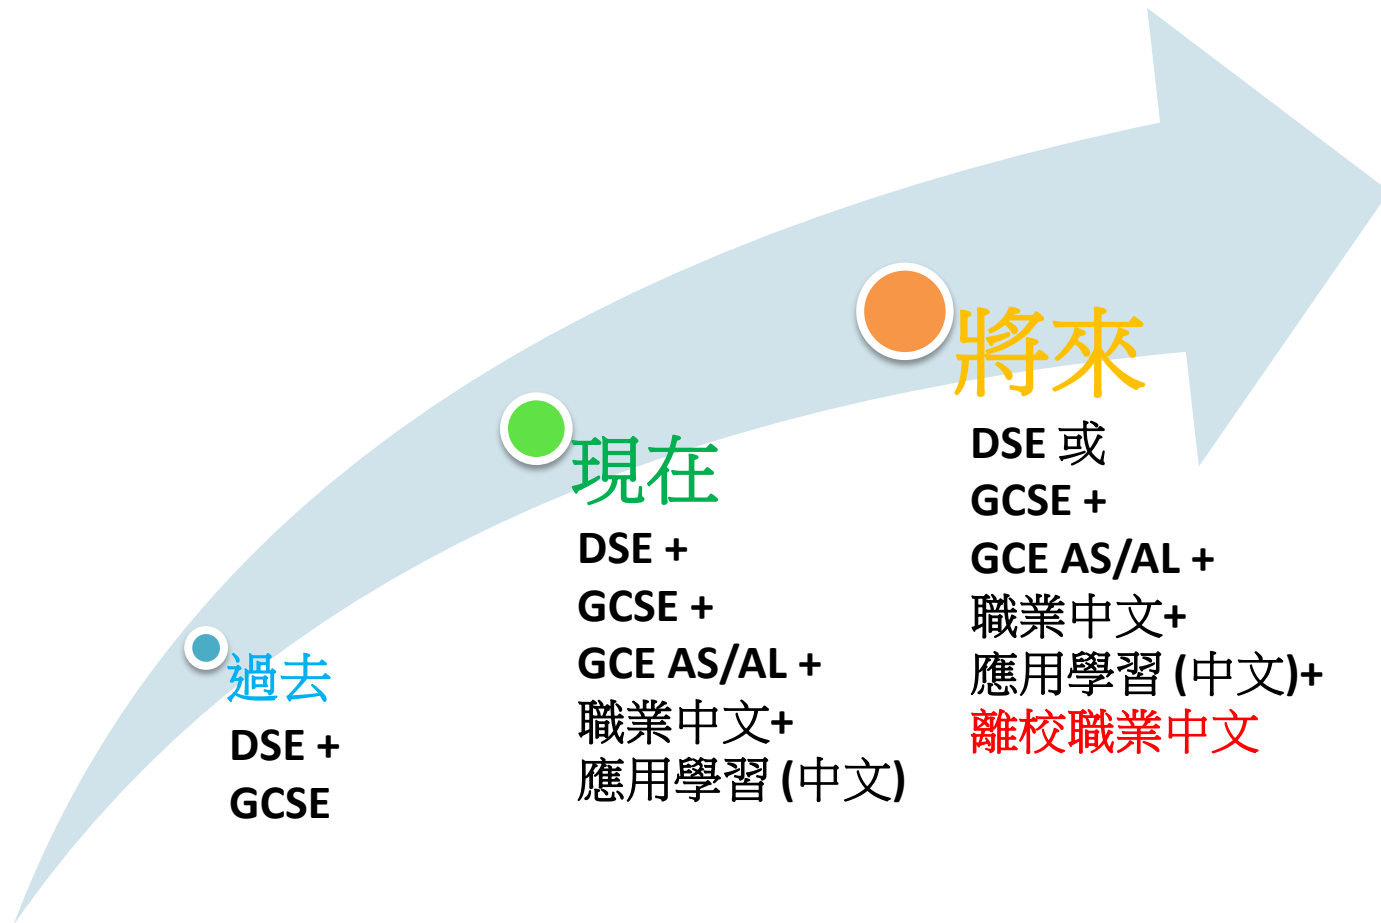 過去
DSE +
GCSE
現在
DSE +
GCSE +
GCE AS/AL +
職業中文+
應用學習 (中文)
將來
DSE 或
GCSE +
GCE AS/AL +
職業中文+
應用學習 (中文)+
離校職業中文